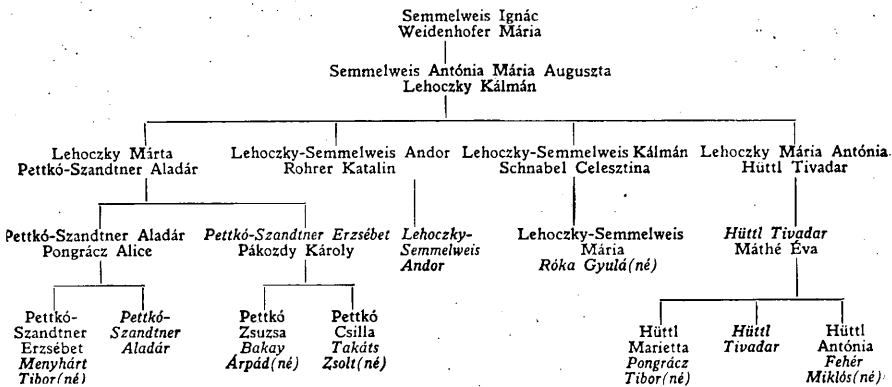 Semmelweis Ignác
Weidenhofer Mária
Semmelweis Antónia Mária Auguszta
Lehoczky Kálmán
Lehoczky Márta
Pettkó-Szandtner Aladár
Lehoczky-Semmelweis Andor
Rohrer Katalin
Lehoczky-Semmelweis Kálmán
Schnabel Celesztina
Lehoczky Mária Antónia
Hüttl Tivadar
Pettkó-Szandtner Aladár
Pongrácz Alice
Pettkó-Szandtner Erzsébet
Pákozdy Károly
Lehoczky-
Semmelweis
Andor
Lehoczky-Semmelweis
Mária
Róka Gyulá(né)
Hüttl Tivadar
Máthé Éva
Pettkó-
Szandtner
Erzsébet
Menyhárt
Tibor(né)
Pettkó-
Szandtner
Aladár
Pettkó
Zsuzsa
Bakay
Árpád(né)
Pettkó
Csilla
Takáts
Zsolt(né)
Hüttl
Marietta
Pongrácz
Tibor(né)
Hüttl
Tivadar
Hüttl
Antónia
Fehér
Miklós(né)